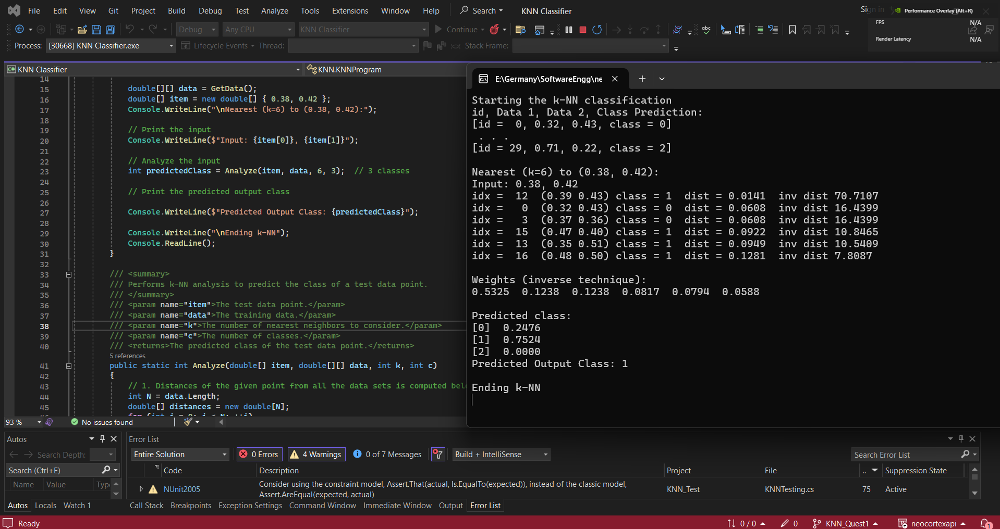 File Edit View Git Project Build Debug Test Analyze Tools Extensions Window Help Search KNN Classifier
Sign in Performance Overlay (Alt+R)
FPS N/A
Render Latency N/A
Debug Any CPU KNN Classifier Continue abc
Process: [30668] KNN Classifier.exe Lifecycle Events Thread: Stack Frame:
C# KNN Classifier KNN.KNNProgram
14
15 double[][] data = GetData();
16 double[] item = new double[] { 0.38, 0.42 };
17 Console.WriteLine("\nNearest (k=6) to (0.38, 0.42):");
18
19 // Print the input
20 Console.WriteLine($"Input: {item[0]}, {item[1]}");
21
22 // Analyze the input
23 int predictedClass = Analyze(item, data, 6, 3);  // 3 classes
24
25 // Print the predicted output class
26
27 Console.WriteLine($"Predicted Output Class: {predictedClass}");
28
29 Console.WriteLine("\nEnding k-NN");
30 Console.ReadLine();
31 }
32
33 /// <summary>
34 /// Performs k-NN analysis to predict the class of a test data point.
35 /// </summary>
36 /// <param name="item">The test data point.</param>
37 /// <param name="data">The training data.</param>
38 /// <param name="k">The number of nearest neighbors to consider.</param>
39 /// <param name="c">The number of classes.</param>
40 /// <returns>The predicted class of the test data point.</returns>
5 references
41 public static int Analyze(double[] item, double[][] data, int k, int c)
42 {
43 // 1. Distances of the given point from all the data sets is computed bel
44 int N = data.Length;
45 double[] distances = new double[N];
93 % No issues found
E:\Germany\SoftwareEngg\ne
Starting the k-NN classification
id, Data 1, Data 2, Class Prediction:
[id =  0, 0.32, 0.43, class = 0]
. . .
[id = 29, 0.71, 0.22, class = 2]
Nearest (k=6) to (0.38, 0.42):
Input: 0.38, 0.42
idx =  12  (0.39 0.43) class = 1  dist = 0.0141  inv dist 70.7107
idx =   0  (0.32 0.43) class = 0  dist = 0.0608  inv dist 16.4399
idx =   3  (0.37 0.36) class = 0  dist = 0.0608  inv dist 16.4399
idx =  15  (0.47 0.40) class = 1  dist = 0.0922  inv dist 10.8465
idx =  13  (0.35 0.51) class = 1  dist = 0.0949  inv dist 10.5409
idx =  16  (0.48 0.50) class = 1  dist = 0.1281  inv dist 7.8087
Weights (inverse technique):
0.5325  0.1238  0.1238  0.0817  0.0794  0.0588
Predicted class:
[0]  0.2476
[1]  0.7524
[2]  0.0000
Predicted Output Class: 1
Ending k-NN
Autos
Search Depth:
Search (Ctrl+E)
Name Value Typ
Autos Locals Watch 1
Error List
Entire Solution 0 Errors 4 Warnings 0 of 7 Messages Build + IntelliSense Search Error List
Code Description Project File .. Suppression State
NUnit2005 Consider using the constraint model, Assert.That(actual, Is.EqualTo(expected)), instead of the classic model, KNN_Test KNNTesting.cs 75 Active
Assert.AreEqual(expected, actual)
Call Stack Breakpoints Exception Settings Command Window Immediate Window Output Error List
Ready 0 / 0 0 KNN_Quest1 neocortexapi 1